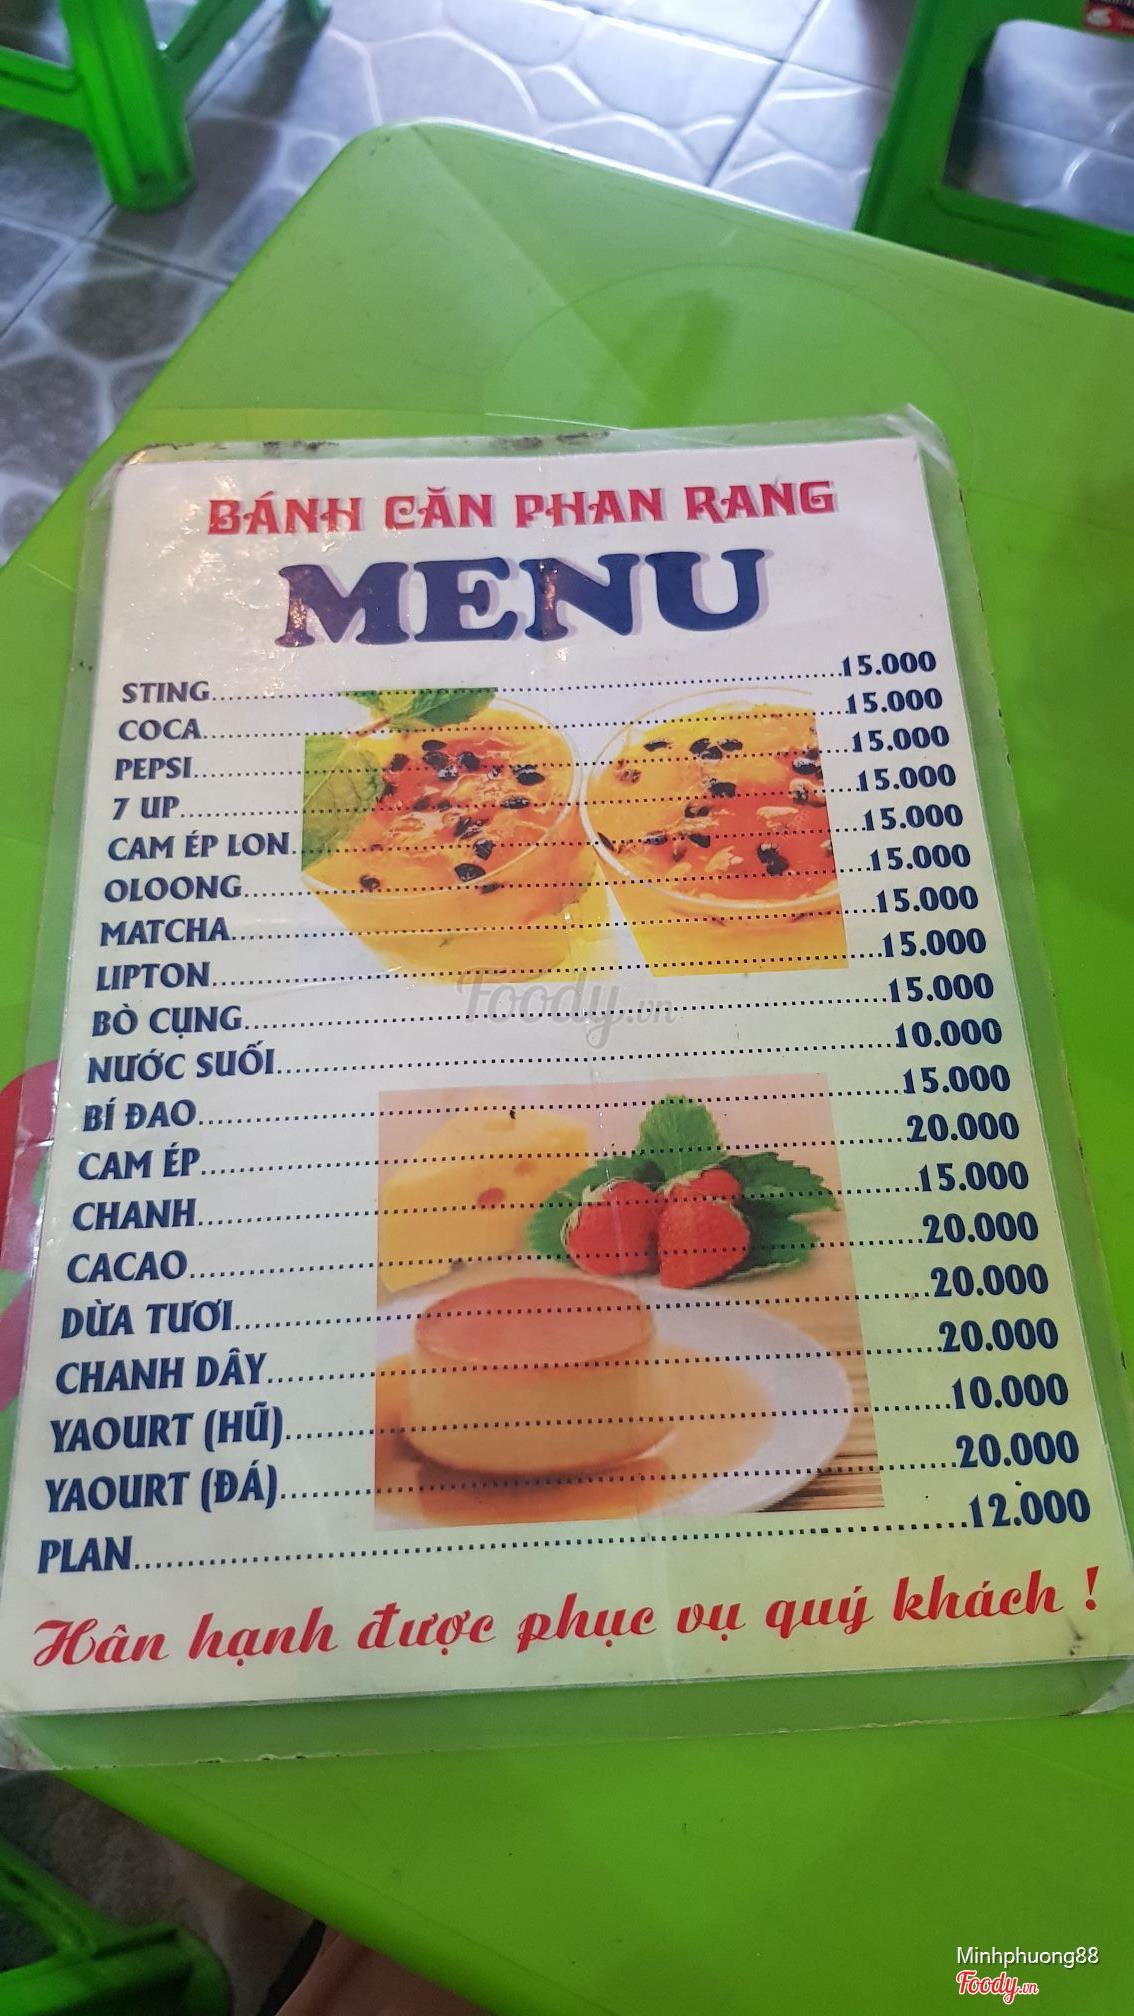 BÁNH CĂN PHAN RANG
MENU
STING..........15.000
COCA..........15.000
PEPSI..........15.000
7 UP..........15.000
CAM ÉP LON..........15.000
OLOONG..........15.000
MATCHA..........15.000
LIPTON..........15.000
BÒ CỤNG..........15.000
NƯỚC SUỐI..........10.000
BÍ ĐAO..........15.000
CAM ÉP..........20.000
CHANH..........15.000
CACAO..........20.000
DỪA TƯƠI..........20.000
CHANH DÂY..........20.000
YAOURT (HŨ)..........10.000
YAOURT (ĐÁ)..........20.000
PLAN..........12.000
Hân hạnh được phục vụ quý khách !
Foody.vn
Minhphuong88
Foody.vn